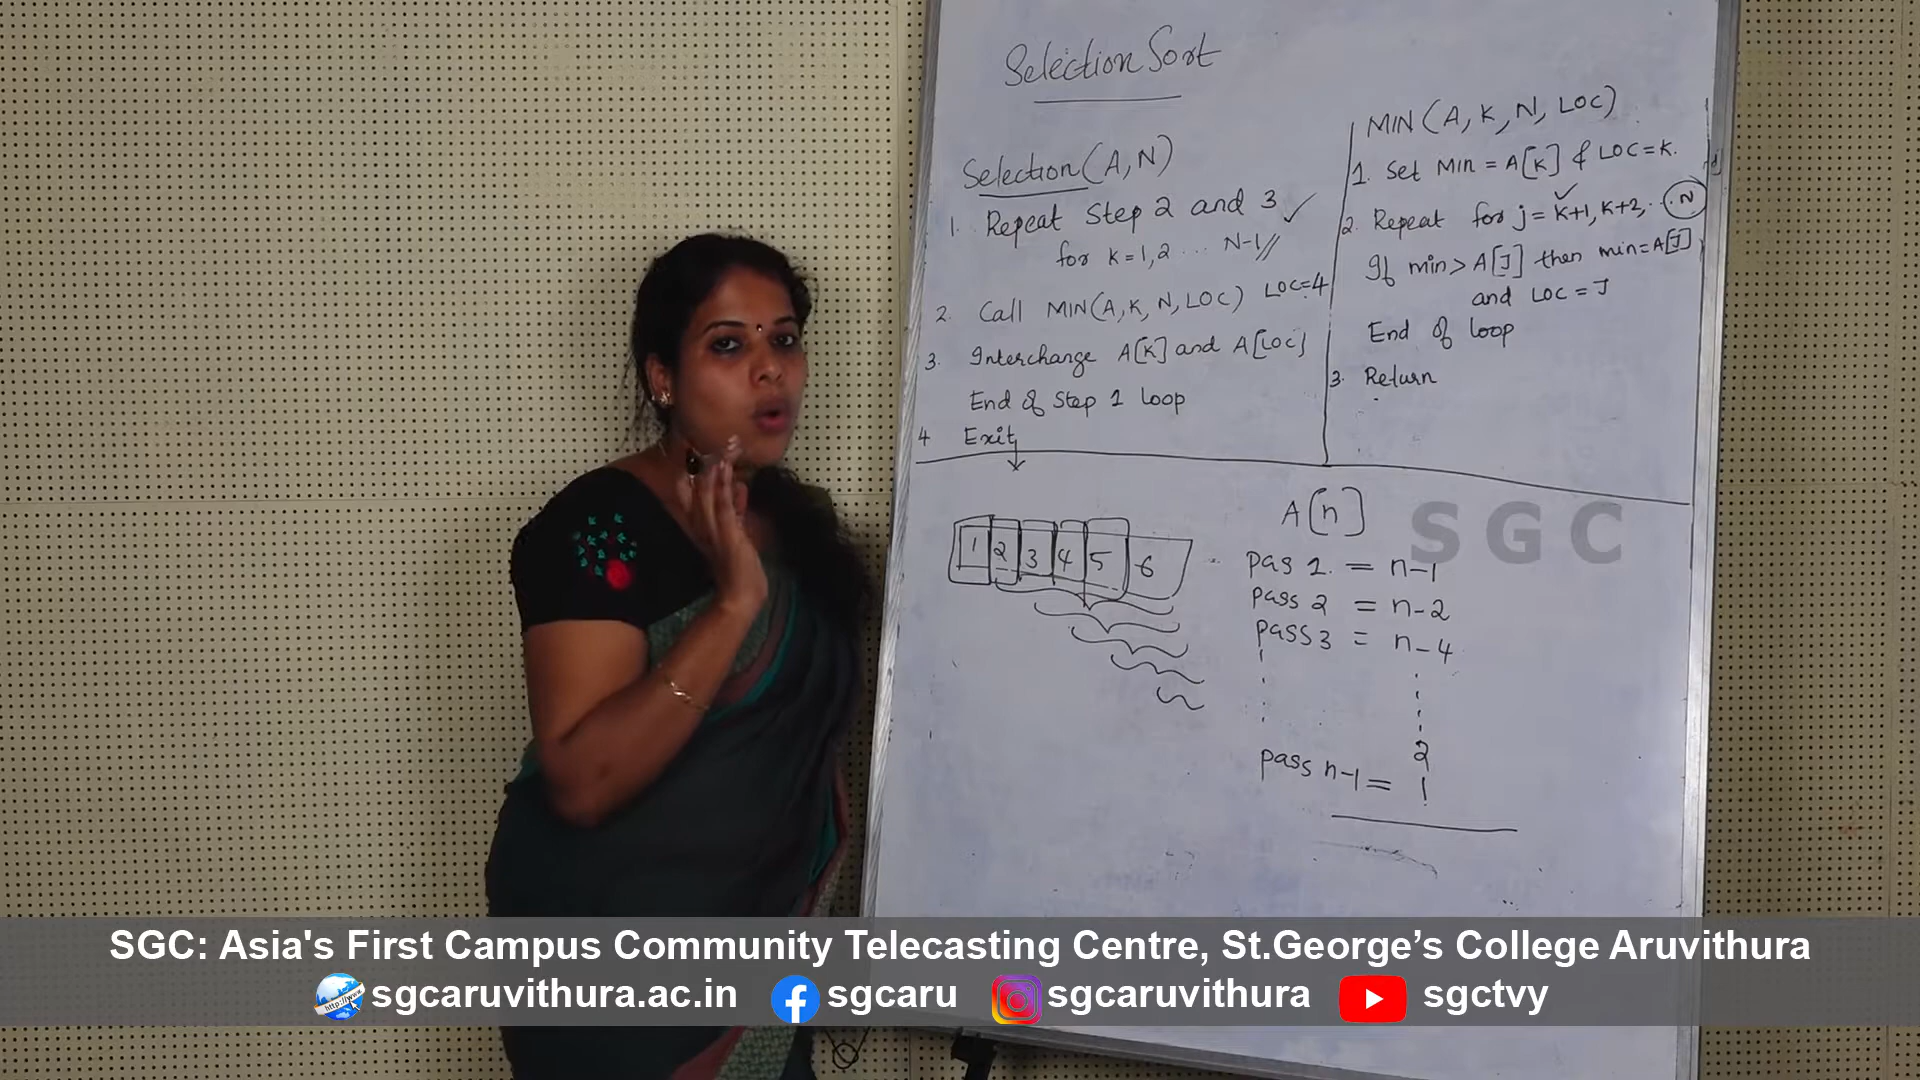 Selection Sort
Selection (A, N)
1. Repeat Step 2 and 3 ✓
for k = 1, 2 ... N-1//
2. Call MIN(A, K, N, LOC) LOC=4
3. Interchange A[K] and A[LOC]
End of Step 1 loop
4 Exit
MIN (A, K, N, LOC)
1. Set Min = A[K] & LOC = K.
2. Repeat for j = K+1, K+2, .. N
If min > A[J] then min = A[J]
and LOC = J
End of loop
3. Return
1 2 3 4 5 6
A[n]
pas 1. = n-1
pass 2 = n-2
pass 3 = n-4
2
pass n-1 = 1
SGC
SGC: Asia's First Campus Community Telecasting Centre, St.George’s College Aruvithura
http://www sgcaruvithura.ac.in sgcaru sgcaruvithura sgctvy